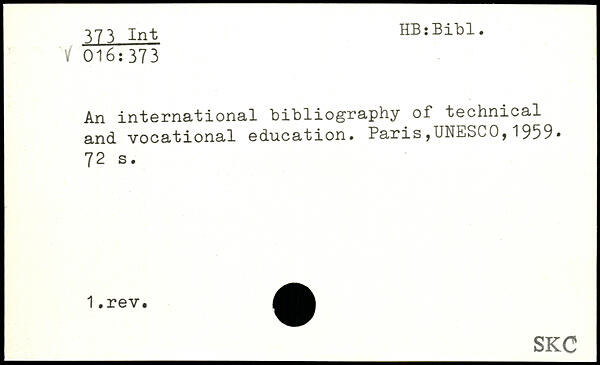 373 Int
HB:Bibl.
V 016:373
An international bibliography of technical
and vocational education. Paris,UNESCO,1959.
72 s.
1.rev.
SKC